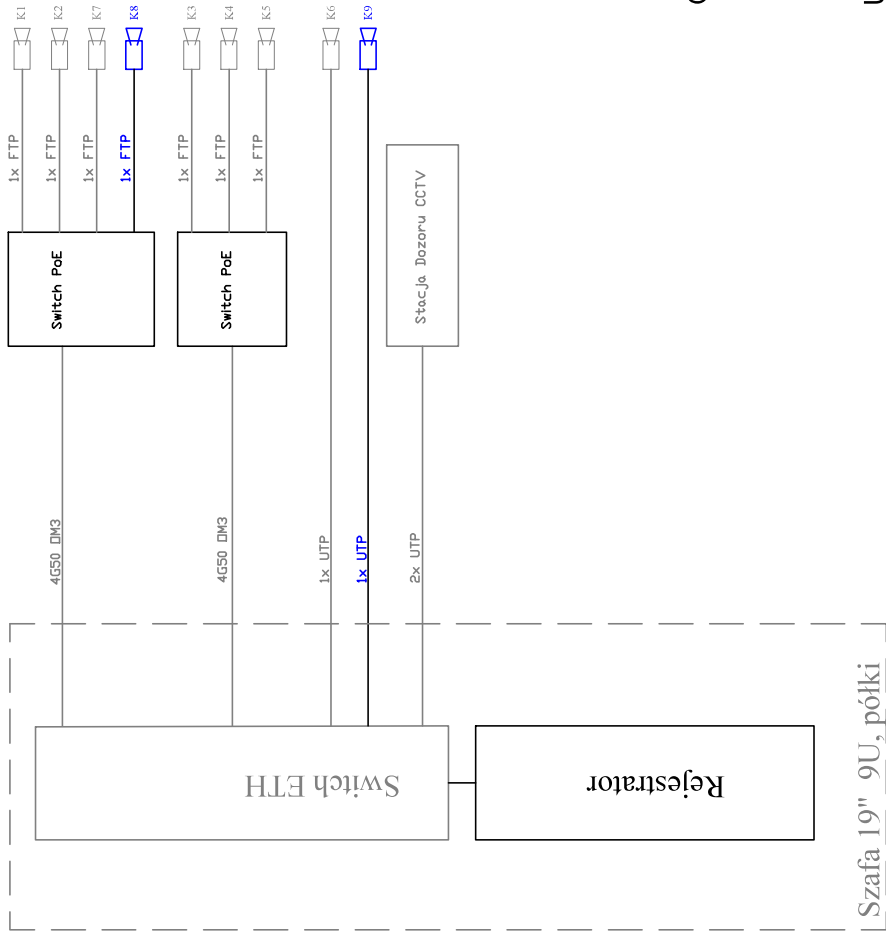 K1
K2
K7
K8
K3
K4
K5
K6
K9
1x FTP
1x FTP
1x FTP
1x FTP
1x FTP
1x FTP
1x FTP
Stacja Dozoru CCTV
Switch PoE
Switch PoE
4G50 OM3
4G50 OM3
1x UTP
1x UTP
2x UTP
Switch ETH
Rejestrator
Szafa 19" 9U, półki